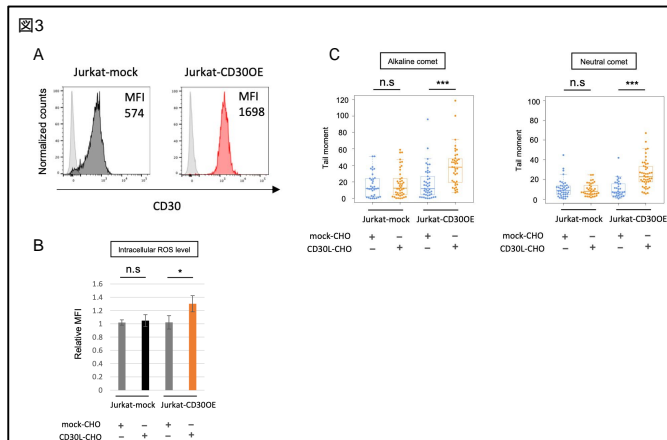 図3
A
Jurkat-mock
Jurkat-CD30OE
MFI
574
MFI
1698
Normalized counts
CD30
B
Intracellular ROS level
n.s
*
Relative MFI
1.6
1.4
1.2
1
0.8
0.6
0.4
0.2
0
Jurkat-mock
Jurkat-CD30OE
mock-CHO + − + −
CD30L-CHO − + − +
C
Alkaline comet
n.s
***
Tail moment
120
100
80
60
40
20
0
Jurkat-mock
Jurkat-CD30OE
mock-CHO + − + −
CD30L-CHO − + − +
Neutral comet
n.s
***
Tail moment
100
80
60
40
20
0
Jurkat-mock
Jurkat-CD30OE
mock-CHO + − + −
CD30L-CHO − + − +